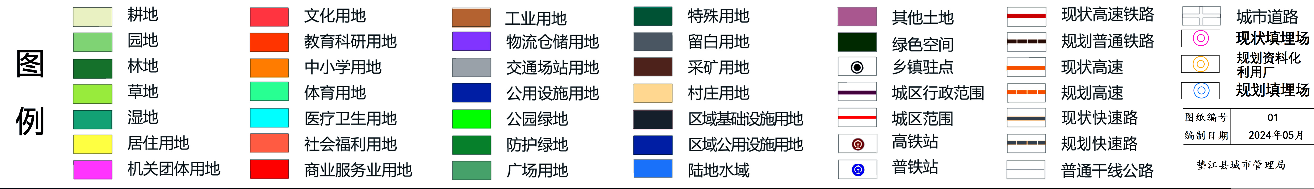 图例
耕地
园地
林地
草地
湿地
居住用地
机关团体用地
文化用地
教育科研用地
中小学用地
体育用地
医疗卫生用地
社会福利用地
商业服务业用地
工业用地
物流仓储用地
交通场站用地
公用设施用地
公园绿地
防护绿地
广场用地
特殊用地
留白用地
采矿用地
村庄用地
区域基础设施用地
区域公用设施用地
陆地水域
其他土地
绿色空间
乡镇驻点
城区行政范围
城区范围
高铁站
普铁站
现状高速铁路
规划普通铁路
现状高速
规划高速
现状快速路
规划快速路
普通干线公路
城市道路
现状填埋场
规划资料化
利用厂
规划填埋场
图纸编号 01
编制日期 2024年05月
垫江县城市管理局